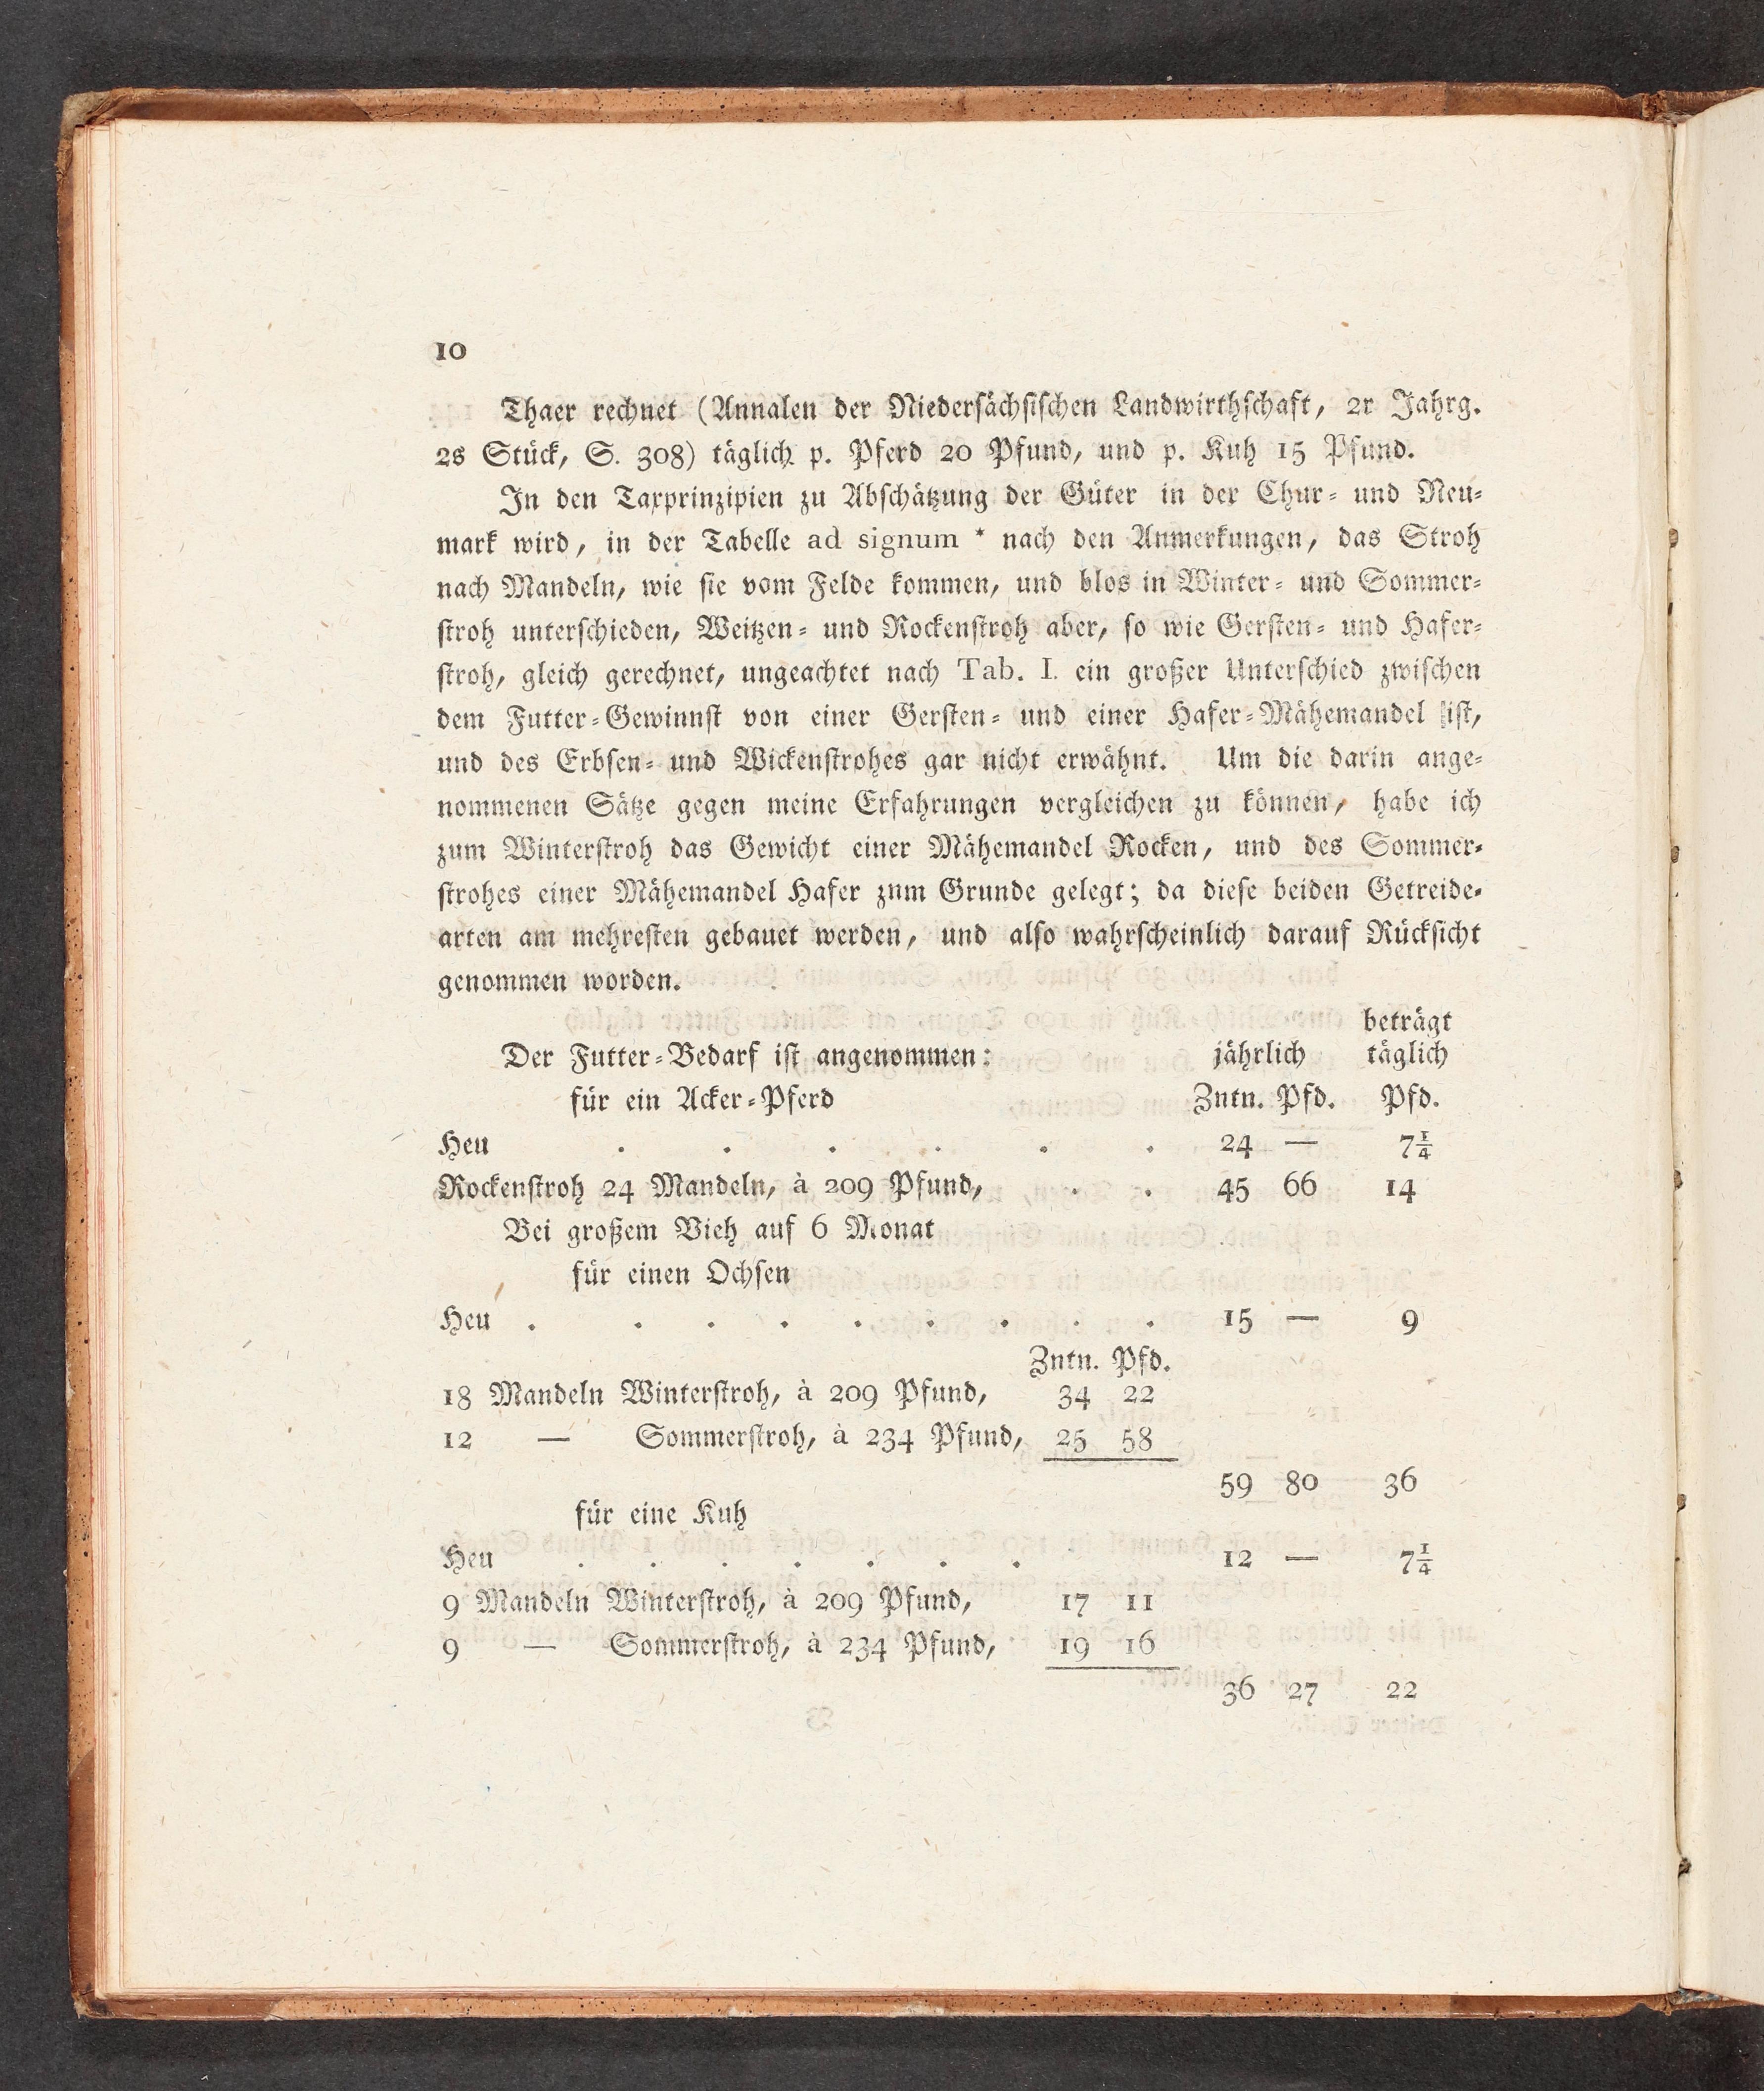 10
Thaer rechnet (Annalen der Niedersächsischen Landwirthschaft, 2r Jahrg.
2s Stück, S. 308) täglich p. Pferd 20 Pfund, und p. Kuh 15 Pfund.
In den Taxprinzipien zu Abschätzung der Güter in der Chur- und Neu-
mark wird, in der Tabelle ad signum * nach den Anmerkungen, das Stroh
nach Mandeln, wie sie vom Felde kommen, und blos in Winter- und Sommer-
stroh unterschieden, Weitzen- und Rockenstroh aber, so wie Gersten- und Hafer-
stroh, gleich gerechnet, ungeachtet nach Tab. I. ein großer Unterschied zwischen
dem Futter-Gewinnst von einer Gersten- und einer Hafer-Mähemandel ist,
und des Erbsen- und Wickenstrohes gar nicht erwähnt. Um die darin ange-
nommenen Sätze gegen meine Erfahrungen vergleichen zu können, habe ich
zum Winterstroh das Gewicht einer Mähemandel Rocken, und des Sommer-
strohes einer Mähemandel Hafer znm Grunde gelegt; da diese beiden Getreide-
arten am mehresten gebauet werden, und also wahrscheinlich darauf Rücksicht
genommen worden.
beträgt
Der Futter-Bedarf ist angenommen: jährlich täglich
für ein Acker-Pferd Zntn. Pfd. Pfd.
Heu . . . . . . 24 — 7¼
Rockenstroh 24 Mandeln, à 209 Pfund, . . 45 66 14
Bei großem Vieh auf 6 Monat
für einen Ochsen
Heu . . . . . . . . . 15 — 9
Zntn. Pfd.
18 Mandeln Winterstroh, à 209 Pfund, 34 22
12 — Sommerstroh, à 234 Pfund, 25 58
59 80 36
für eine Kuh
Heu . . . . . . . 12 — 7¼
9 Mandeln Winterstroh, à 209 Pfund, 17 11
9 — Sommerstroh, à 234 Pfund, 19 16
36 27 22